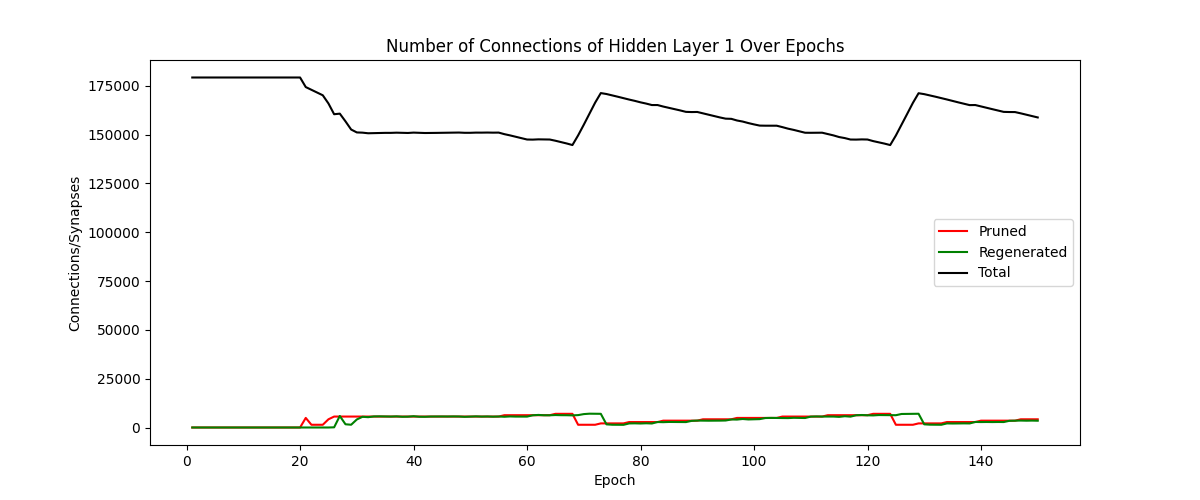 Number of Connections of Hidden Layer 1 Over Epochs
Connections/Synapses
175000
150000
125000
100000
75000
50000
25000
0
Pruned
Regenerated
Total
0 20 40 60 80 100 120 140
Epoch